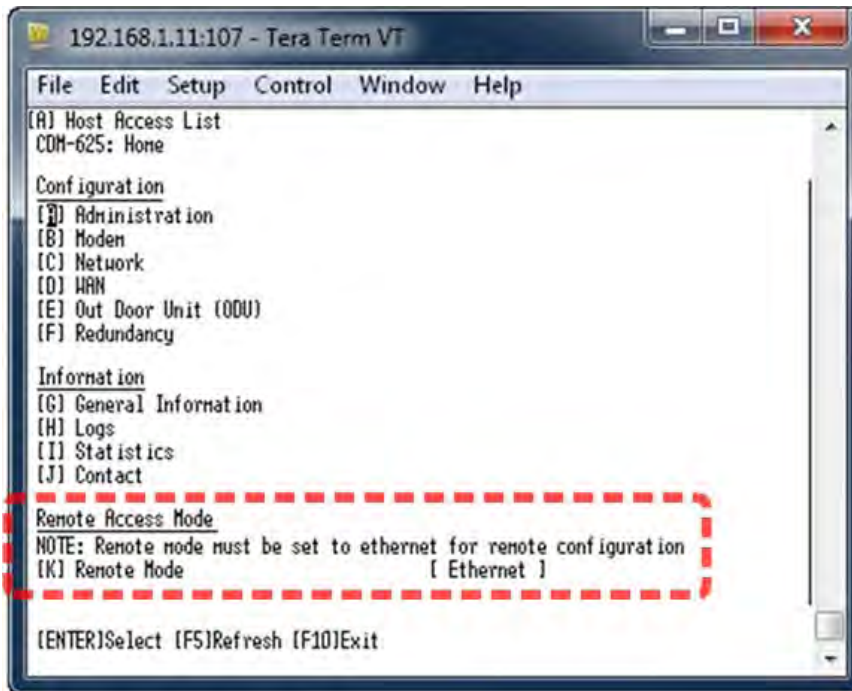 192.168.1.11:107 - Tera Term VT
File Edit Setup Control Window Help
[A] Host Access List
CDM-625: Home
Configuration
[A] Administration
[B] Modem
[C] Network
[D] WAN
[E] Out Door Unit (ODU)
[F] Redundancy
Information
[G] General Information
[H] Logs
[I] Statistics
[J] Contact
Remote Access Mode
NOTE: Remote mode must be set to ethernet for remote configuration
[K] Remote Mode [ Ethernet ]
[ENTER]Select [F5]Refresh [F10]Exit